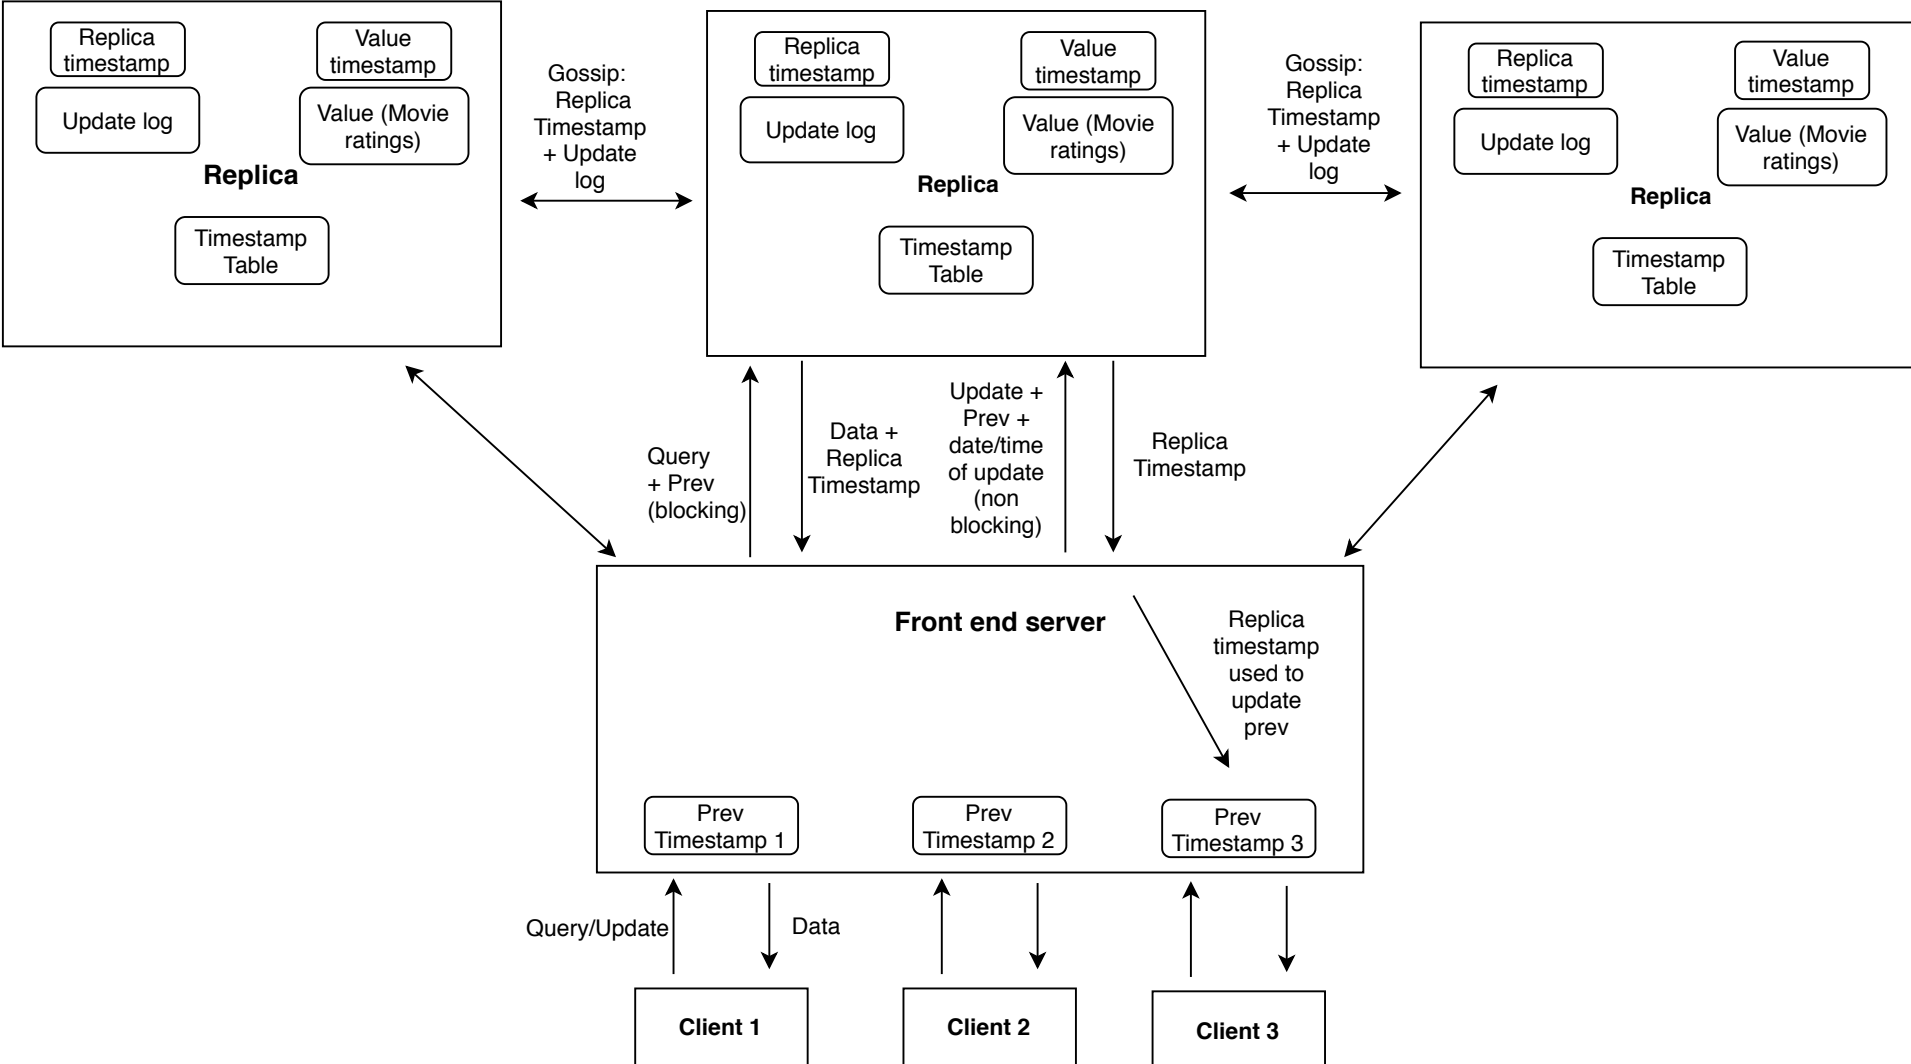 Replica
timestamp
Value
timestamp
Update log
Value (Movie
ratings)
Replica
Timestamp
Table
Gossip:
Replica
Timestamp
+ Update
log
Replica
timestamp
Value
timestamp
Update log
Value (Movie
ratings)
Replica
Timestamp
Table
Gossip:
Replica
Timestamp
+ Update
log
Replica
timestamp
Value
timestamp
Update log
Value (Movie
ratings)
Replica
Timestamp
Table
Query
+ Prev
(blocking)
Data +
Replica
Timestamp
Update +
Prev +
date/time
of update
(non
blocking)
Replica
Timestamp
Front end server
Replica
timestamp
used to
update
prev
Prev
Timestamp 1
Prev
Timestamp 2
Prev
Timestamp 3
Query/Update
Data
Client 1
Client 2
Client 3